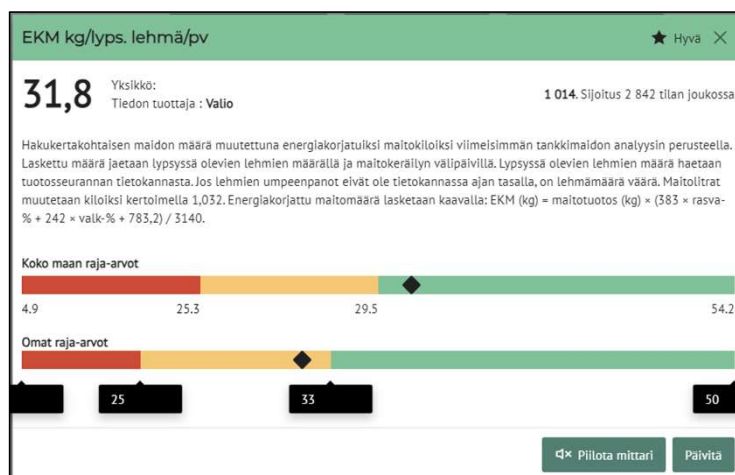 EKM kg/lyps. lehmä/pv
★ Hyvä ×
31,8
Yksikkö:
Tiedon tuottaja : Valio
1 014. Sijoitus 2 842 tilan joukossa
Hakukertakohtaisen maidon määrä muutettuna energiakorjatuiksi maitokiloiksi viimeisimmän tankkimaidon analyysin perusteella.
Laskettu määrä jaetaan lypsyssä olevien lehmien määrällä ja maitokeräilyn välipäivillä. Lypsyssä olevien lehmien määrä haetaan
tuotosseurannan tietokannasta. Jos lehmien umpeenpanot eivät ole tietokannassa ajan tasalla, on lehmämäärä väärä. Maitolitrat
muutetaan kiloiksi kertoimella 1,032. Energiakorjattu maitomäärä lasketaan kaavalla: EKM (kg) = maitotuotos (kg) × (383 × rasva-
% + 242 × valk-% + 783,2) / 3140.
Koko maan raja-arvot
4.9 25.3 29.5 54.2
Omat raja-arvot
25 33 50
Piilota mittari
Päivitä